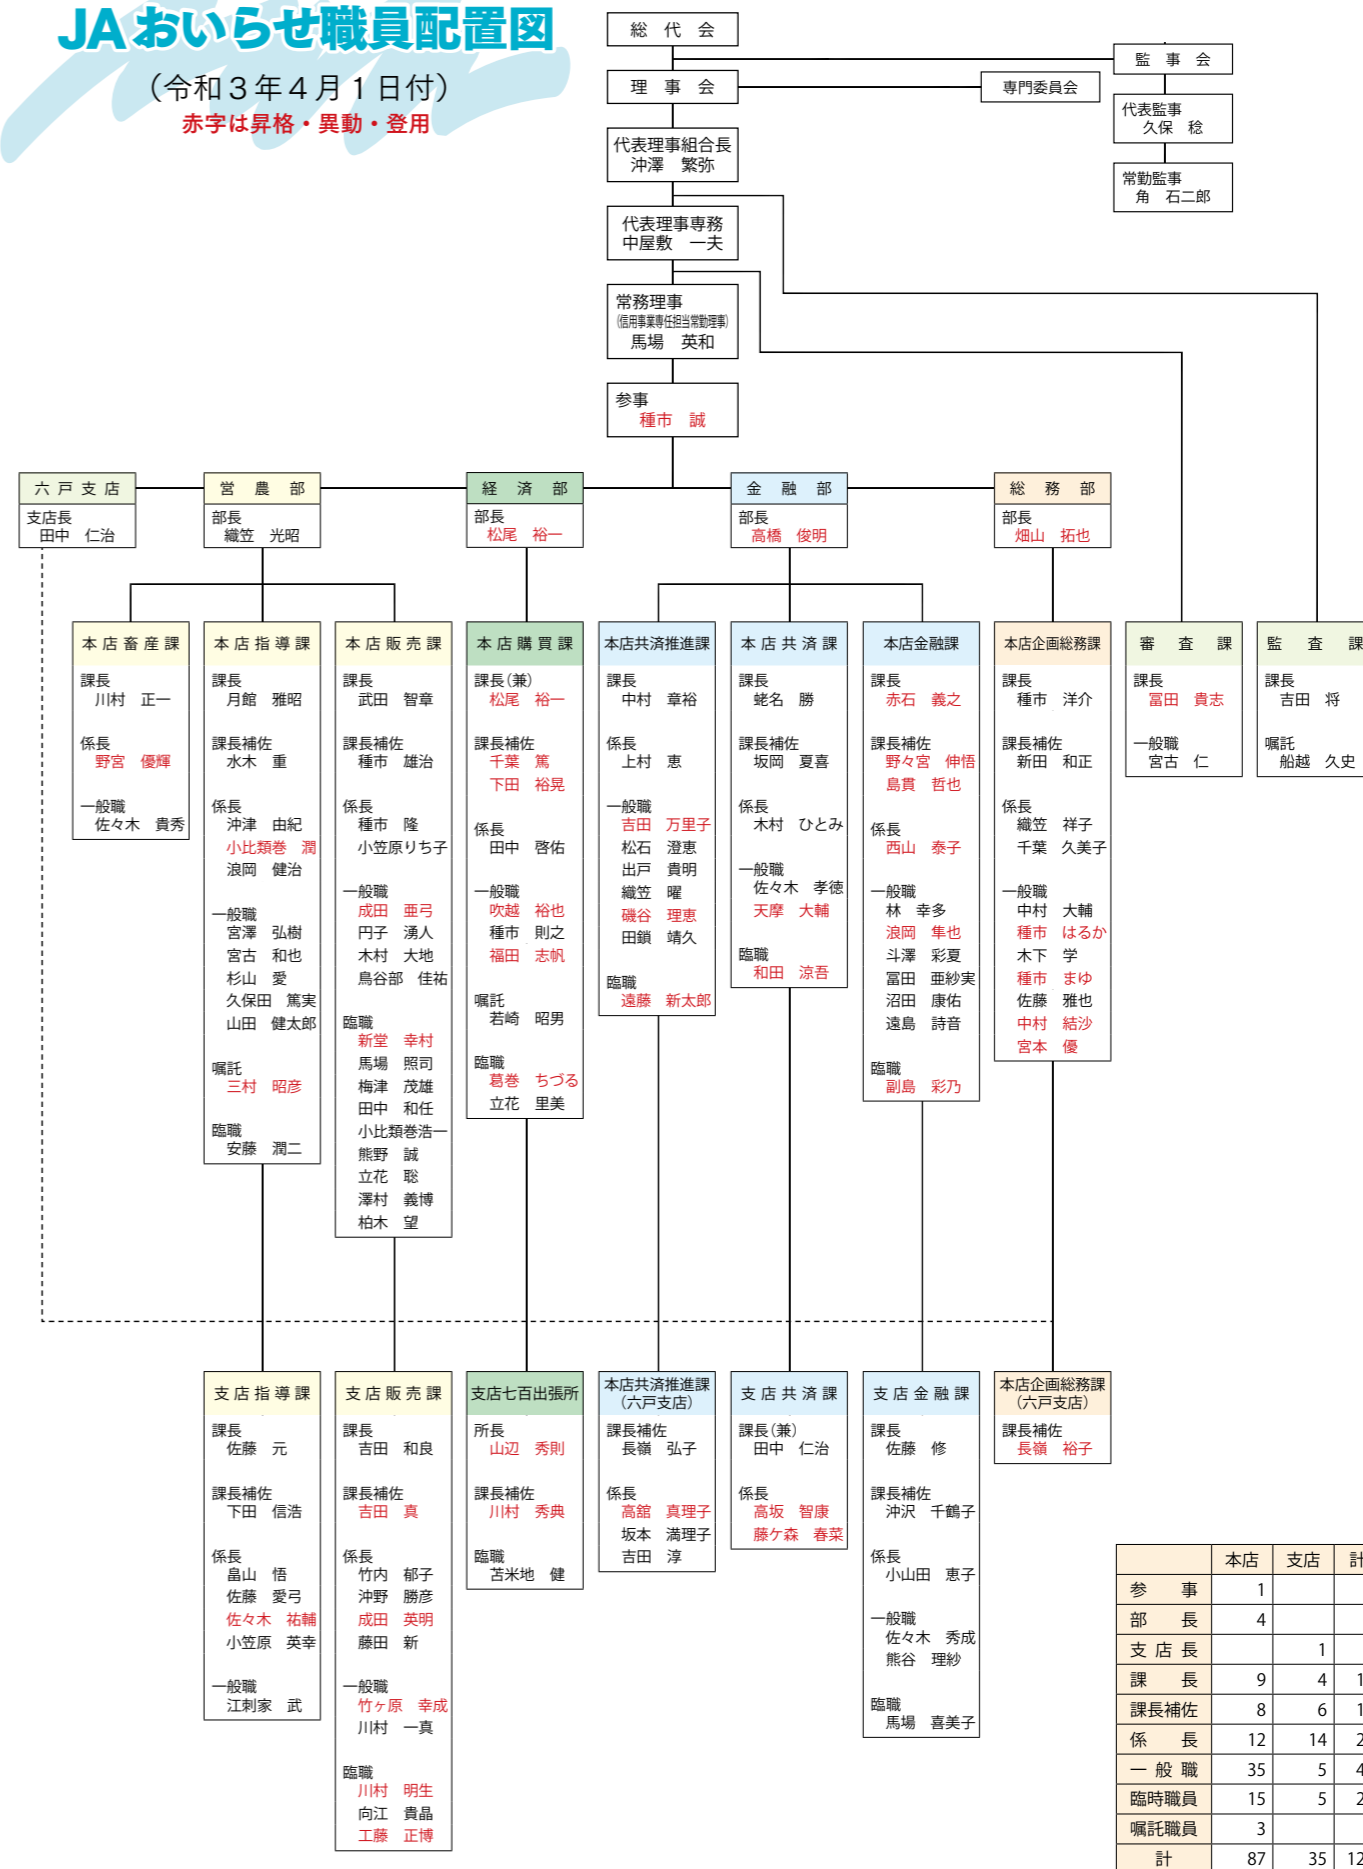 JAおいらせ職員配置図
（令和３年４月１日付）
赤字は昇格・異動・登用
総代会
監事会
理事会
専門委員会
代表監事
久保 稔
代表理事組合長
沖澤 繁弥
常勤監事
角 石二郎
代表理事専務
中屋敷 一夫
常務理事
(信用事業専任担当常勤理事)
馬場 英和
参事
種市 誠
六戸支店
支店長
田中 仁治
営農部
部長
織笠 光昭
経済部
部長
松尾 裕一
金融部
部長
高橋 俊明
総務部
部長
畑山 拓也
本店畜産課
課長
川村 正一
係長
野宮 優輝
一般職
佐々木 貴秀
本店指導課
課長
月館 雅昭
課長補佐
水木 重
係長
沖津 由紀
小比類巻 潤
浪岡 健治
一般職
宮澤 弘樹
宮古 和也
杉山 愛
久保田 篤実
山田 健太郎
嘱託
三村 昭彦
臨職
安藤 潤二
本店販売課
課長
武田 智章
課長補佐
種市 雄治
係長
種市 隆
小笠原りち子
一般職
成田 亜弓
円子 湧人
木村 大地
鳥谷部 佳祐
臨職
新堂 幸村
馬場 照司
梅津 茂雄
田中 和任
小比類巻浩一
熊野 誠
立花 聡
澤村 義博
柏木 望
本店購買課
課長(兼)
松尾 裕一
課長補佐
千葉 篤
下田 裕晃
係長
田中 啓佑
一般職
吹越 裕也
種市 則之
福田 志帆
嘱託
若崎 昭男
臨職
葛巻 ちづる
立花 里美
本店共済推進課
課長
中村 章裕
係長
上村 恵
一般職
吉田 万里子
松石 澄恵
出戸 貴明
織笠 曜
磯谷 理恵
田鎖 靖久
臨職
遠藤 新太郎
本店共済課
課長
蛯名 勝
課長補佐
坂岡 夏喜
係長
木村 ひとみ
一般職
佐々木 孝徳
天摩 大輔
臨職
和田 涼吾
本店金融課
課長
赤石 義之
課長補佐
野々宮 伸悟
島貫 哲也
係長
西山 泰子
一般職
林 幸多
浪岡 隼也
斗澤 彩夏
冨田 亜紗実
沼田 康佑
遠島 詩音
臨職
副島 彩乃
本店企画総務課
課長
種市 洋介
課長補佐
新田 和正
係長
織笠 祥子
千葉 久美子
一般職
中村 大輔
種市 はるか
木下 学
種市 まゆ
佐藤 雅也
中村 結沙
宮本 優
審査課
課長
冨田 貴志
一般職
宮古 仁
監査課
課長
吉田 将
嘱託
船越 久史
支店指導課
課長
佐藤 元
課長補佐
下田 信浩
係長
畠山 悟
佐藤 愛弓
佐々木 祐輔
小笠原 英幸
一般職
江刺家 武
支店販売課
課長
吉田 和良
課長補佐
吉田 真
係長
竹内 郁子
沖野 勝彦
成田 英明
藤田 新
一般職
竹ヶ原 幸成
川村 一真
臨職
川村 明生
向江 貴晶
工藤 正博
支店七百出張所
所長
山辺 秀則
課長補佐
川村 秀典
臨職
苫米地 健
本店共済推進課
（六戸支店）
課長補佐
長嶺 弘子
係長
高舘 真理子
坂本 満理子
吉田 淳
支店共済課
課長(兼)
田中 仁治
係長
高坂 智康
藤ケ森 春菜
支店金融課
課長
佐藤 修
課長補佐
沖沢 千鶴子
係長
小山田 恵子
一般職
佐々木 秀成
熊谷 理紗
臨職
馬場 喜美子
本店企画総務課
（六戸支店）
課長補佐
長嶺 裕子
本店 支店 計
参事 1
部長 4
支店長 1
課長 9 4 1
課長補佐 8 6 1
係長 12 14 2
一般職 35 5 4
臨時職員 15 5 2
嘱託職員 3
計 87 35 12